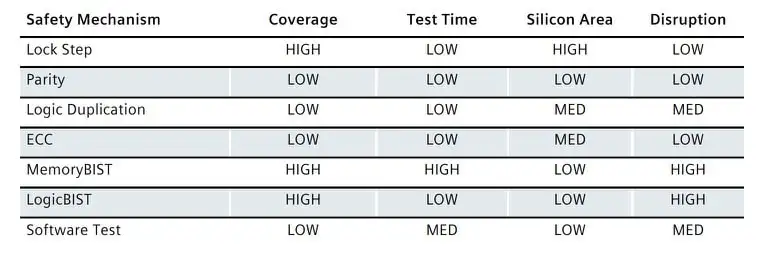 Safety Mechanism Coverage Test Time Silicon Area Disruption
Lock Step HIGH LOW HIGH LOW
Parity LOW LOW LOW LOW
Logic Duplication LOW LOW MED MED
ECC LOW LOW MED LOW
MemoryBIST HIGH HIGH LOW HIGH
LogicBIST HIGH LOW LOW HIGH
Software Test LOW MED LOW MED